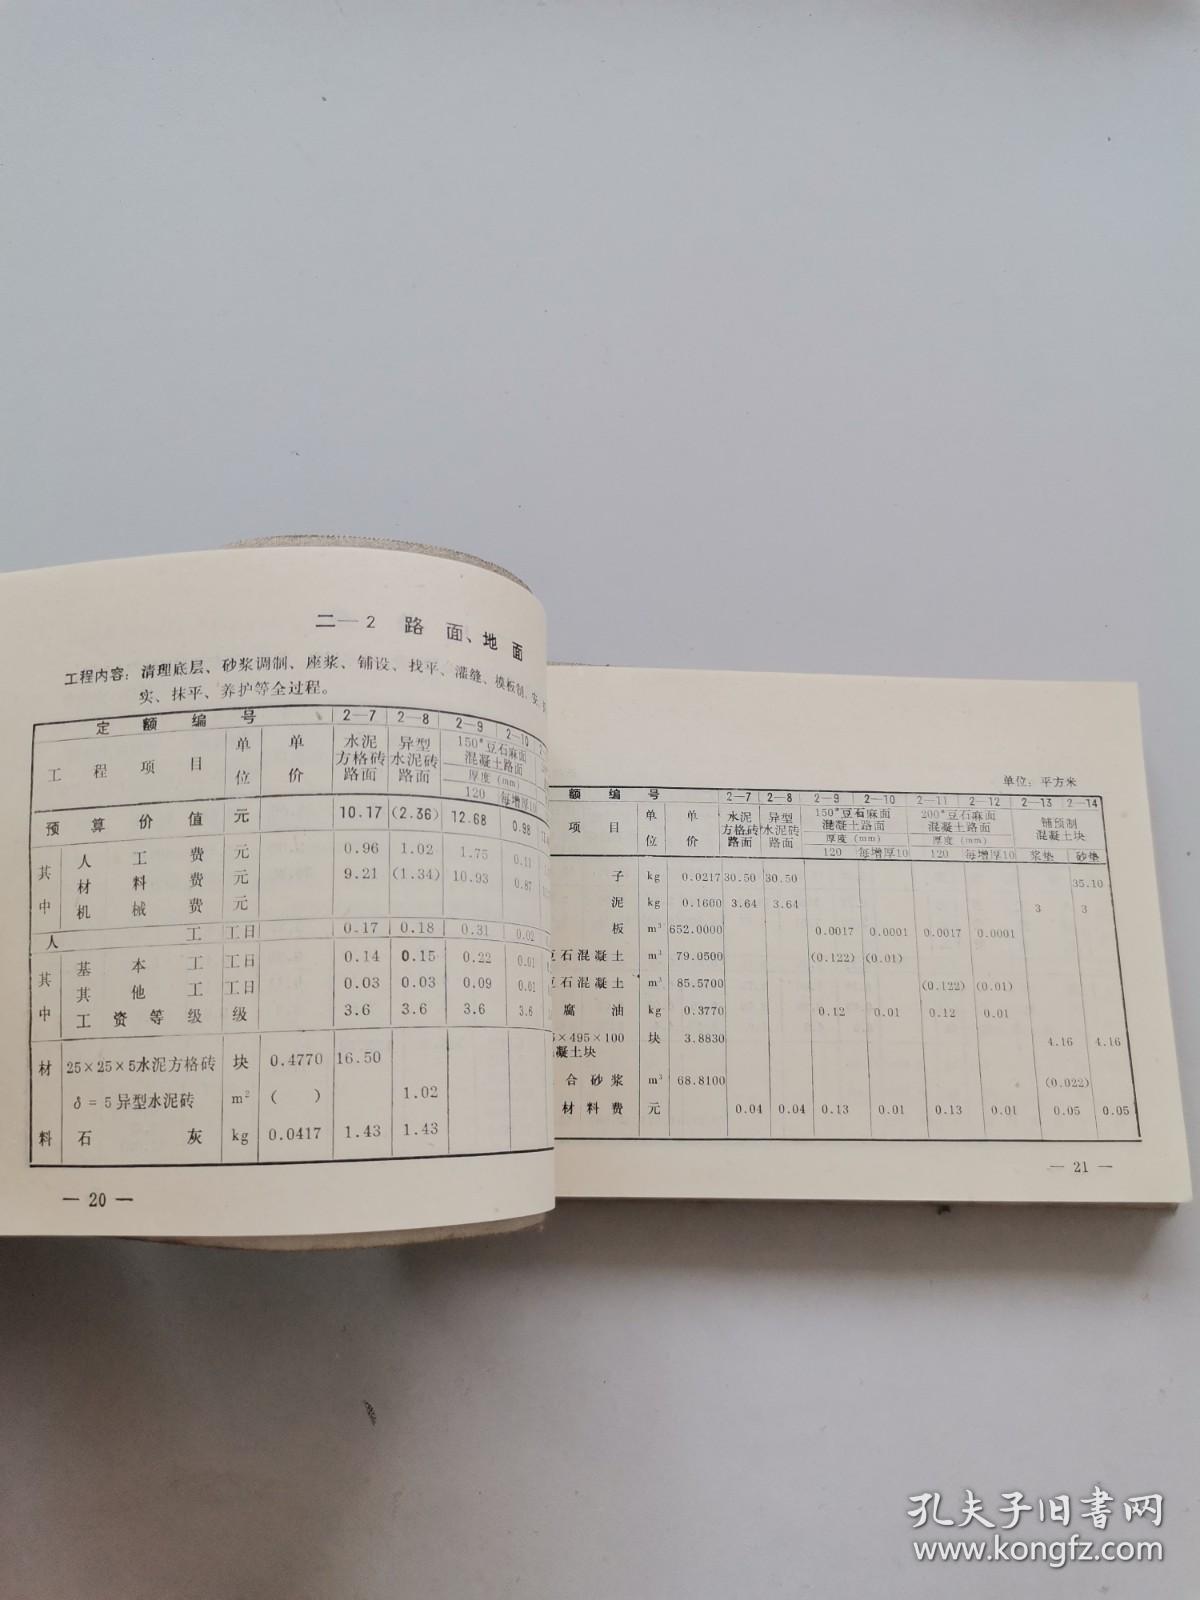 二—2 路面、地面
工程内容：清理底层、砂浆调制、座浆、铺设、找平、灌缝、模板制、安、
实、抹平、养护等全过程。
定额编号 2—7 2—8 2—9 2—10
工程项目 单位 单价 水泥方格砖路面 异型水泥砖路面 150#豆石麻面混凝土路面 厚度(mm) 120 每增厚10
预算价值 元 10.17 (2.36) 12.68 0.98
其中 人工费 元 0.96 1.02 1.75 0.11
材料费 元 9.21 (1.34) 10.93 0.87
机械费 元
人工 工日 0.17 0.18 0.31 0.02
其中 基本工 工日 0.14 0.15 0.22 0.01
其他工 工日 0.03 0.03 0.09 0.01
工资等级 级 3.6 3.6 3.6 3.6
材料 25×25×5水泥方格砖 块 0.4770 16.50
δ=5异型水泥砖 m² ( ) 1.02
石灰 kg 0.0417 1.43 1.43
— 20 —
单位：平方米
额编号 2—7 2—8 2—9 2—10 2—11 2—12 2—13 2—14
项目 单位 单价 水泥方格砖路面 异型水泥砖路面 150#豆石麻面混凝土路面 厚度(mm) 120 每增厚10 200#豆石麻面混凝土路面 厚度(mm) 120 每增厚10 铺预制混凝土块 浆垫 砂垫
子 kg 0.0217 30.50 30.50 35.10
泥 kg 0.1600 3.64 3.64 3 3
板 m³ 652.0000 0.0017 0.0001 0.0017 0.0001
豆石混凝土 m³ 79.0500 (0.122) (0.01)
豆石混凝土 m³ 85.5700 (0.122) (0.01)
腐油 kg 0.3770 0.12 0.01 0.12 0.01
5×495×100 块 3.8830 4.16 4.16
凝土块
合砂浆 m³ 68.8100 (0.022)
材料费 元 0.04 0.04 0.13 0.01 0.13 0.01 0.05 0.05
— 21 —
孔夫子旧书网
www.kongfz.com